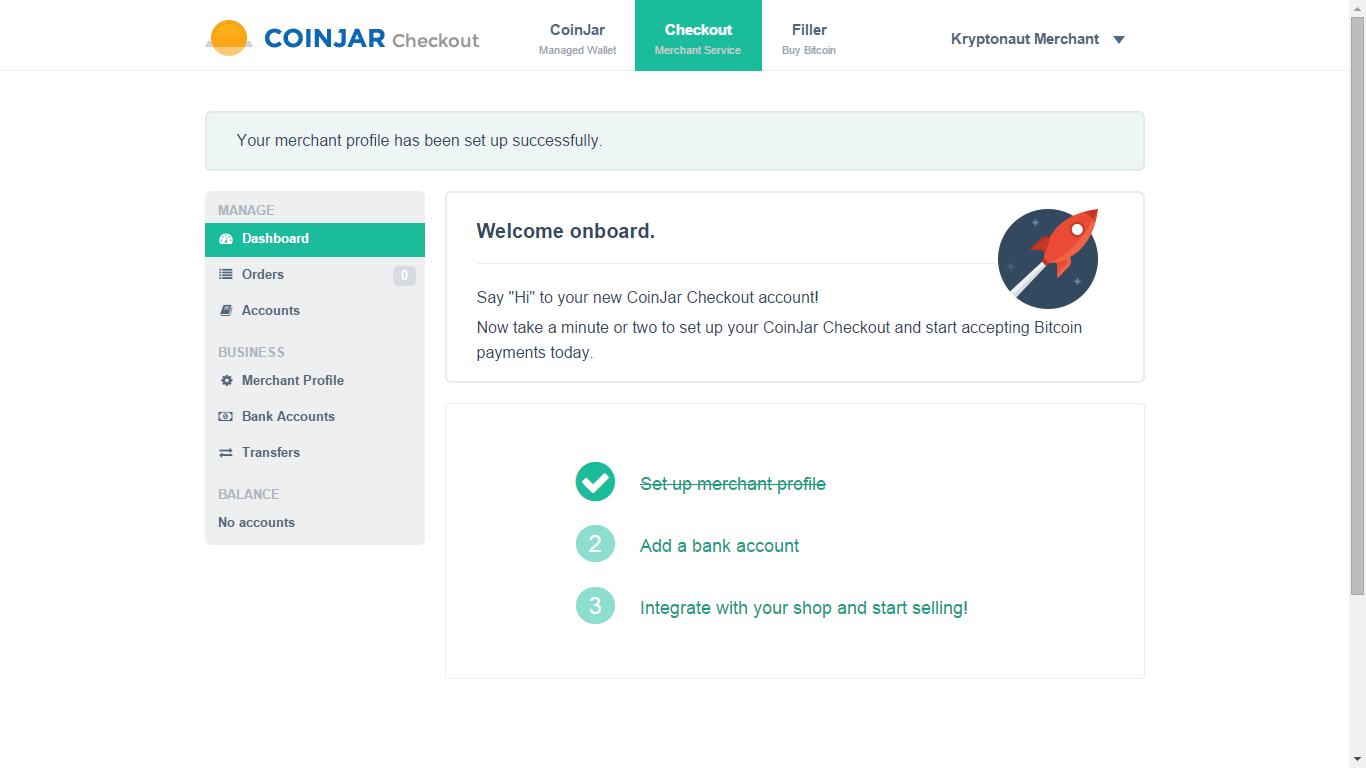 COINJAR Checkout
CoinJar
Managed Wallet
Checkout
Merchant Service
Filler
Buy Bitcoin
Kryptonaut Merchant
Your merchant profile has been set up successfully.
MANAGE
Dashboard
Orders 0
Accounts
BUSINESS
Merchant Profile
Bank Accounts
Transfers
BALANCE
No accounts
Welcome onboard.
Say "Hi" to your new CoinJar Checkout account!
Now take a minute or two to set up your CoinJar Checkout and start accepting Bitcoin
payments today.
Set up merchant profile
2 Add a bank account
3 Integrate with your shop and start selling!